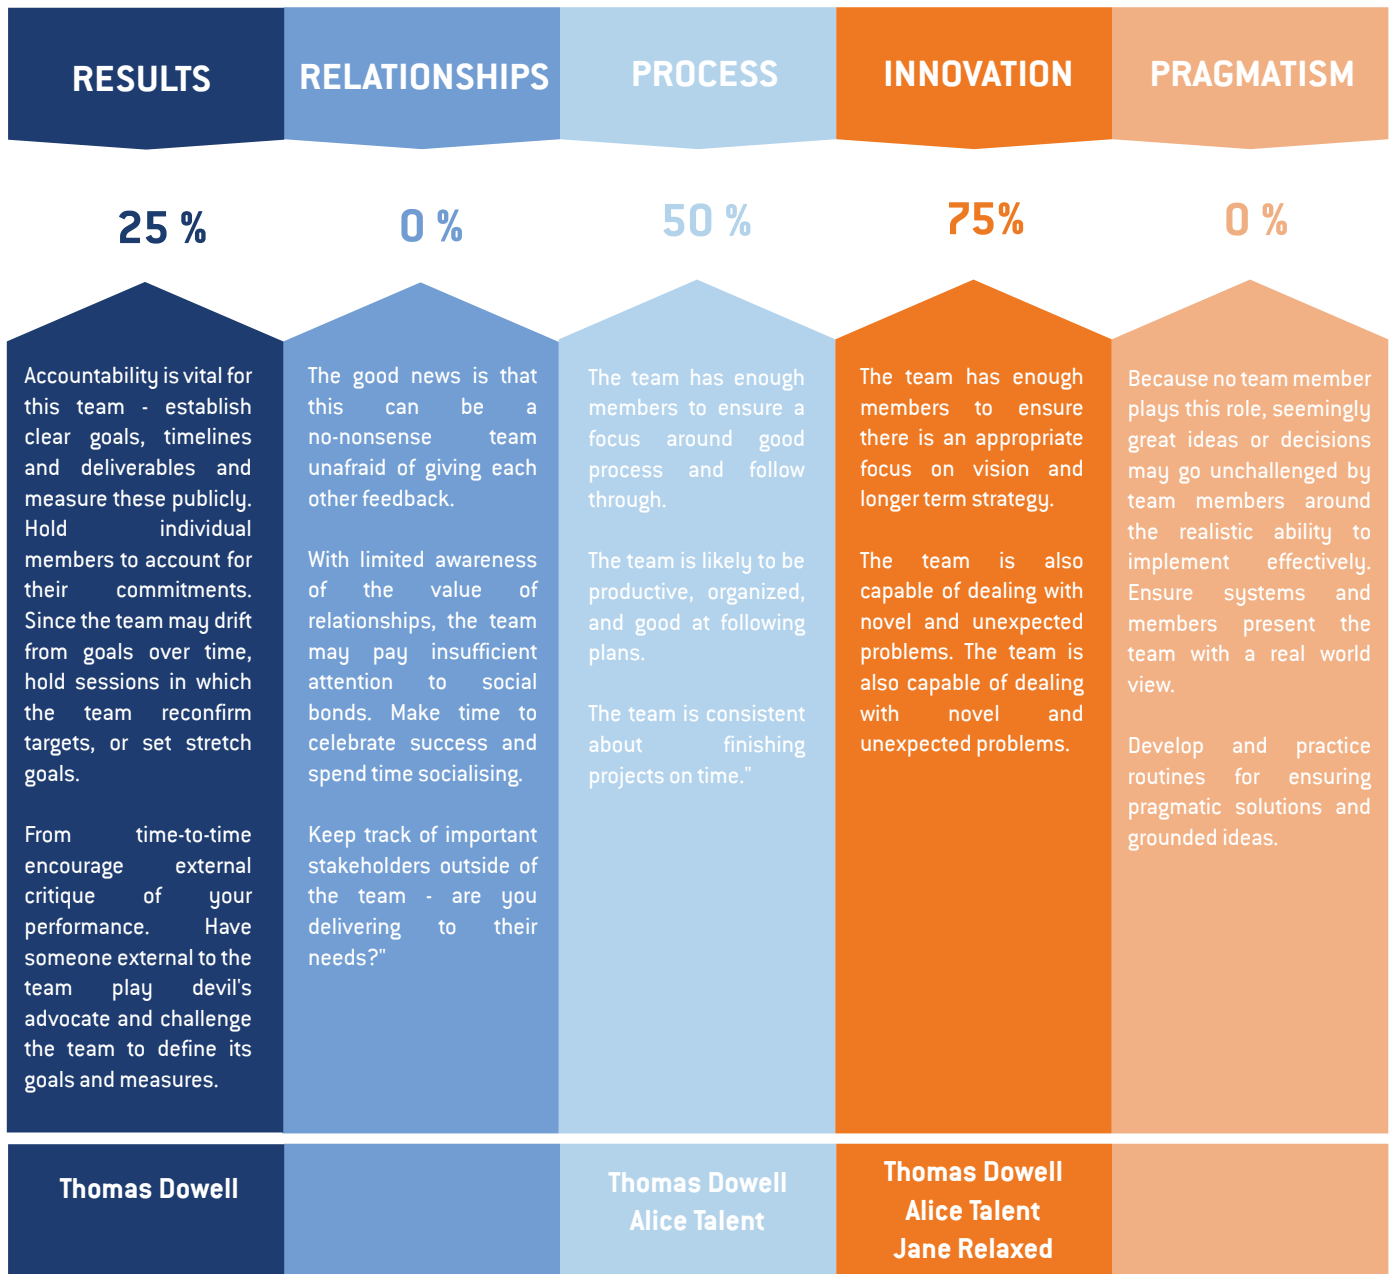 RESULTS
RELATIONSHIPS
PROCESS
INNOVATION
PRAGMATISM
25 %
0 %
50 %
75%
0 %
Accountability is vital for
this team - establish
clear goals, timelines
and deliverables and
measure these publicly.
Hold individual
members to account for
their commitments.
Since the team may drift
from goals over time,
hold sessions in which
the team reconfirm
targets, or set stretch
goals.
From time-to-time
encourage external
critique of your
performance. Have
someone external to the
team play devil's
advocate and challenge
the team to define its
goals and measures.
The good news is that
this can be a
no-nonsense team
unafraid of giving each
other feedback.
With limited awareness
of the value of
relationships, the team
may pay insufficient
attention to social
bonds. Make time to
celebrate success and
spend time socialising.
Keep track of important
stakeholders outside of
the team - are you
delivering to their
needs?"
The team has enough
members to ensure a
focus around good
process and follow
through.
The team is likely to be
productive, organized,
and good at following
plans.
The team is consistent
about finishing
projects on time."
The team has enough
members to ensure
there is an appropriate
focus on vision and
longer term strategy.
The team is also
capable of dealing with
novel and unexpected
problems. The team is
also capable of dealing
with novel and
unexpected problems.
Because no team member
plays this role, seemingly
great ideas or decisions
may go unchallenged by
team members around
the realistic ability to
implement effectively.
Ensure systems and
members present the
team with a real world
view.
Develop and practice
routines for ensuring
pragmatic solutions and
grounded ideas.
Thomas Dowell
Thomas Dowell
Alice Talent
Thomas Dowell
Alice Talent
Jane Relaxed